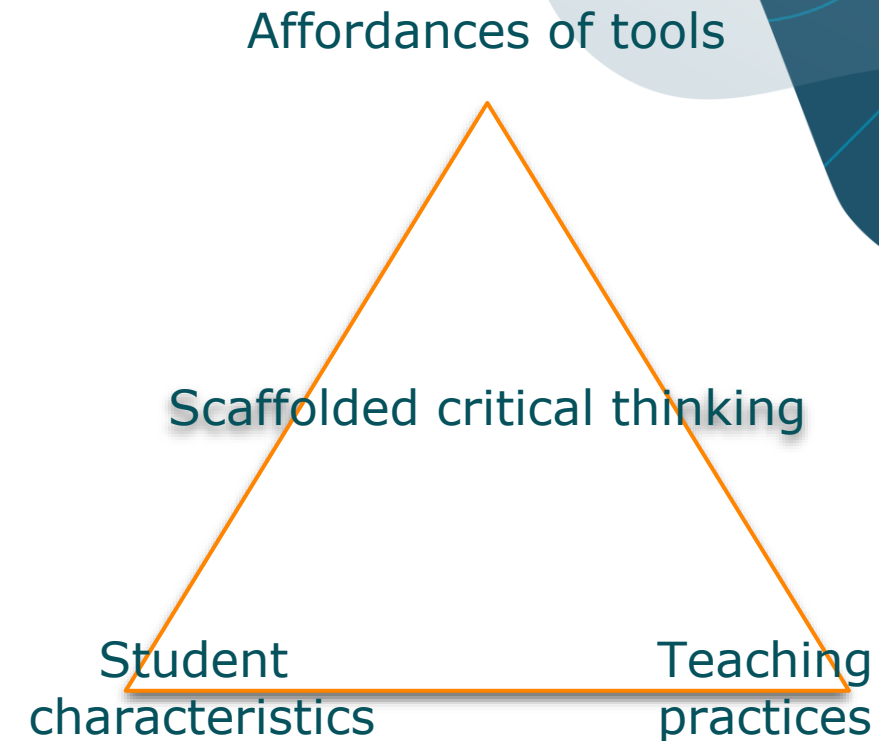 Affordances of tools
Scaffolded critical thinking
Student
characteristics
Teaching
practices